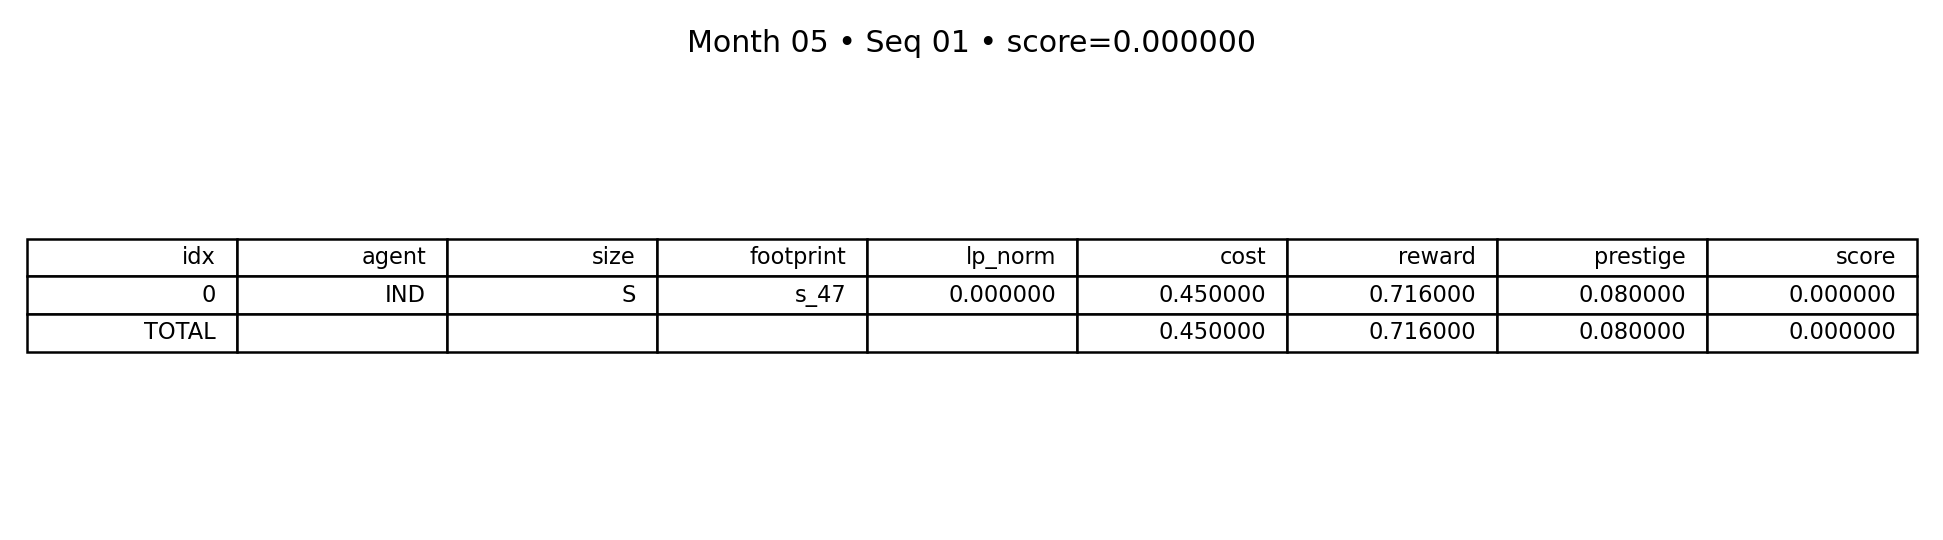 Month 05 • Seq 01 • score=0.000000
idx agent size footprint lp_norm cost reward prestige score
0 IND S s_47 0.000000 0.450000 0.716000 0.080000 0.000000
TOTAL 0.450000 0.716000 0.080000 0.000000